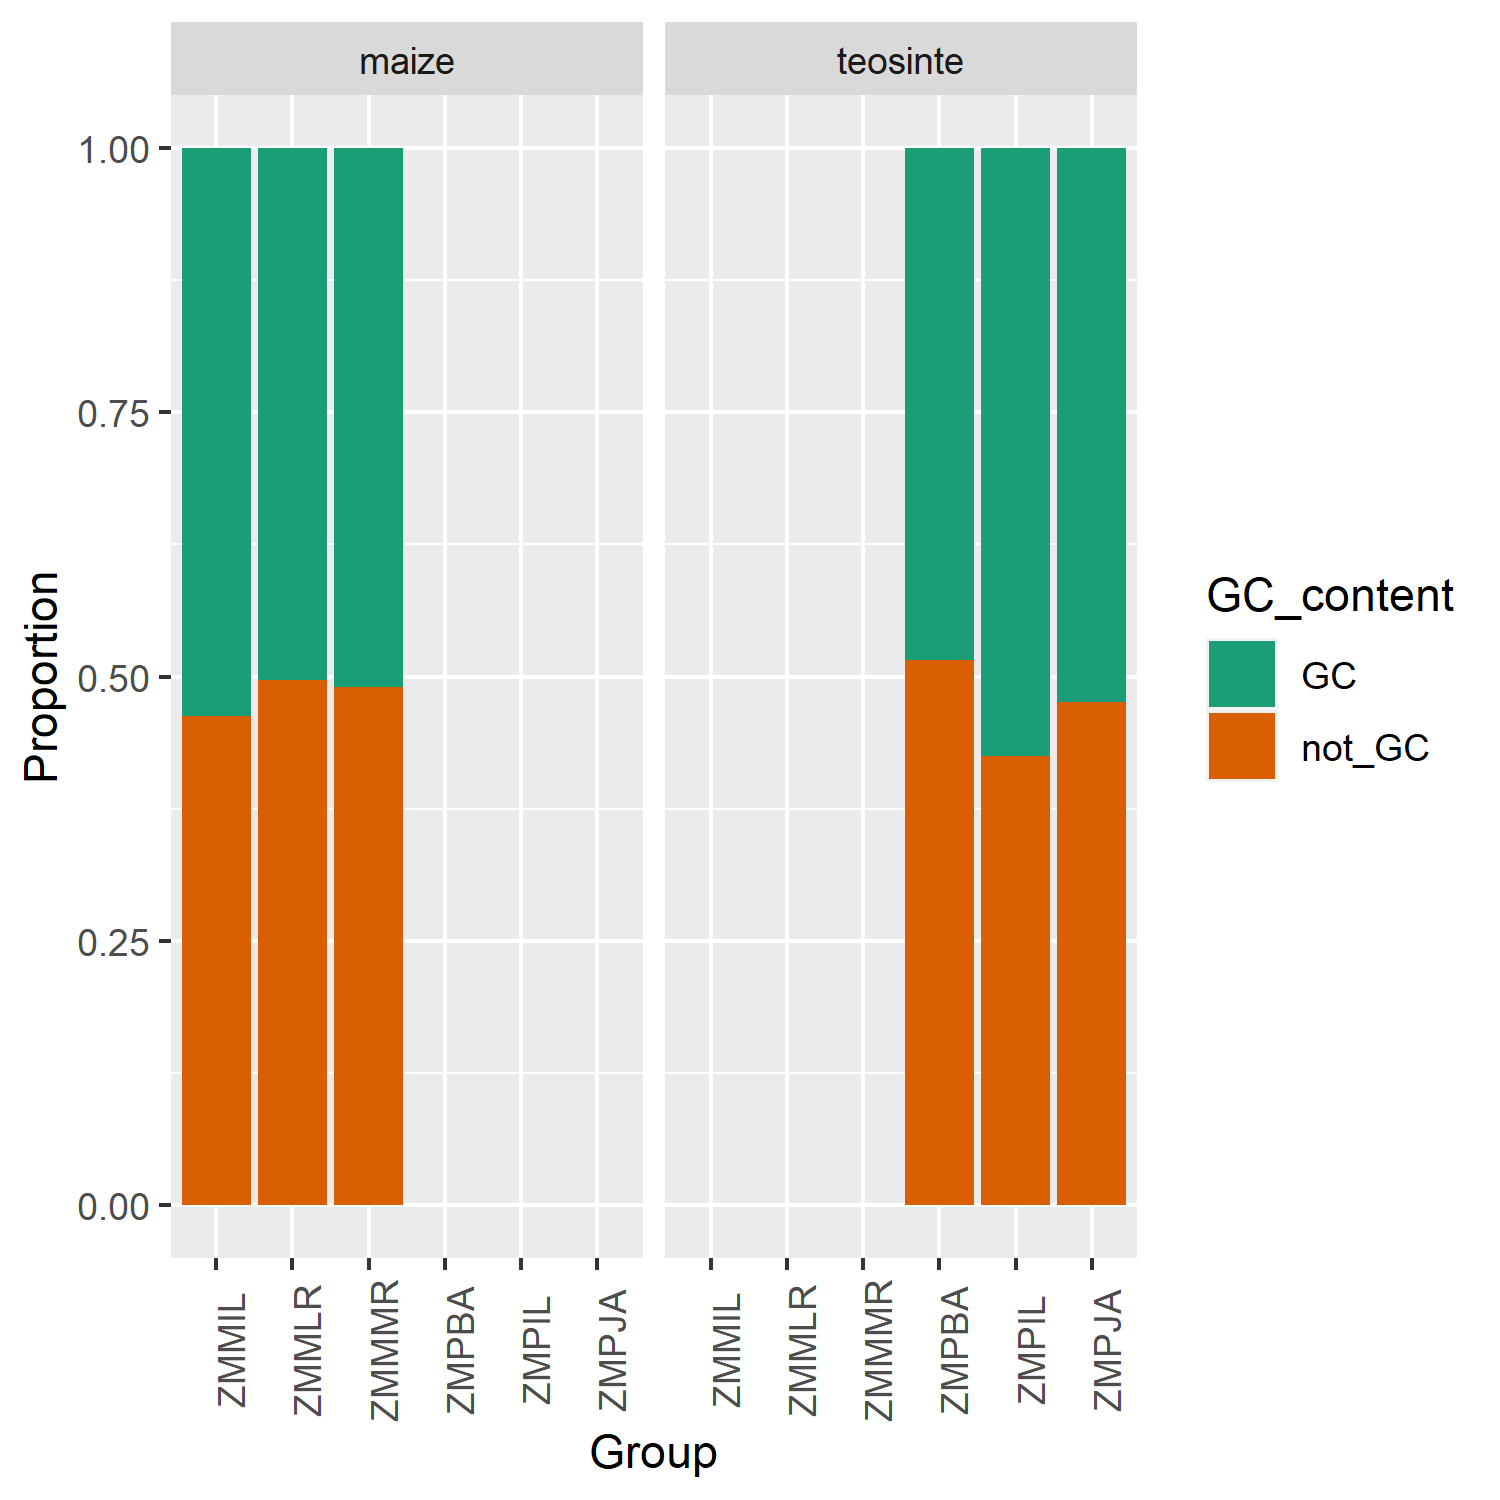 maize
teosinte
Proportion
1.00
0.75
0.50
0.25
0.00
ZMMIL
ZMMLR
ZMMMR
ZMPBA
ZMPIL
ZMPJA
ZMMIL
ZMMLR
ZMMMR
ZMPBA
ZMPIL
ZMPJA
Group
GC_content
GC
not_GC